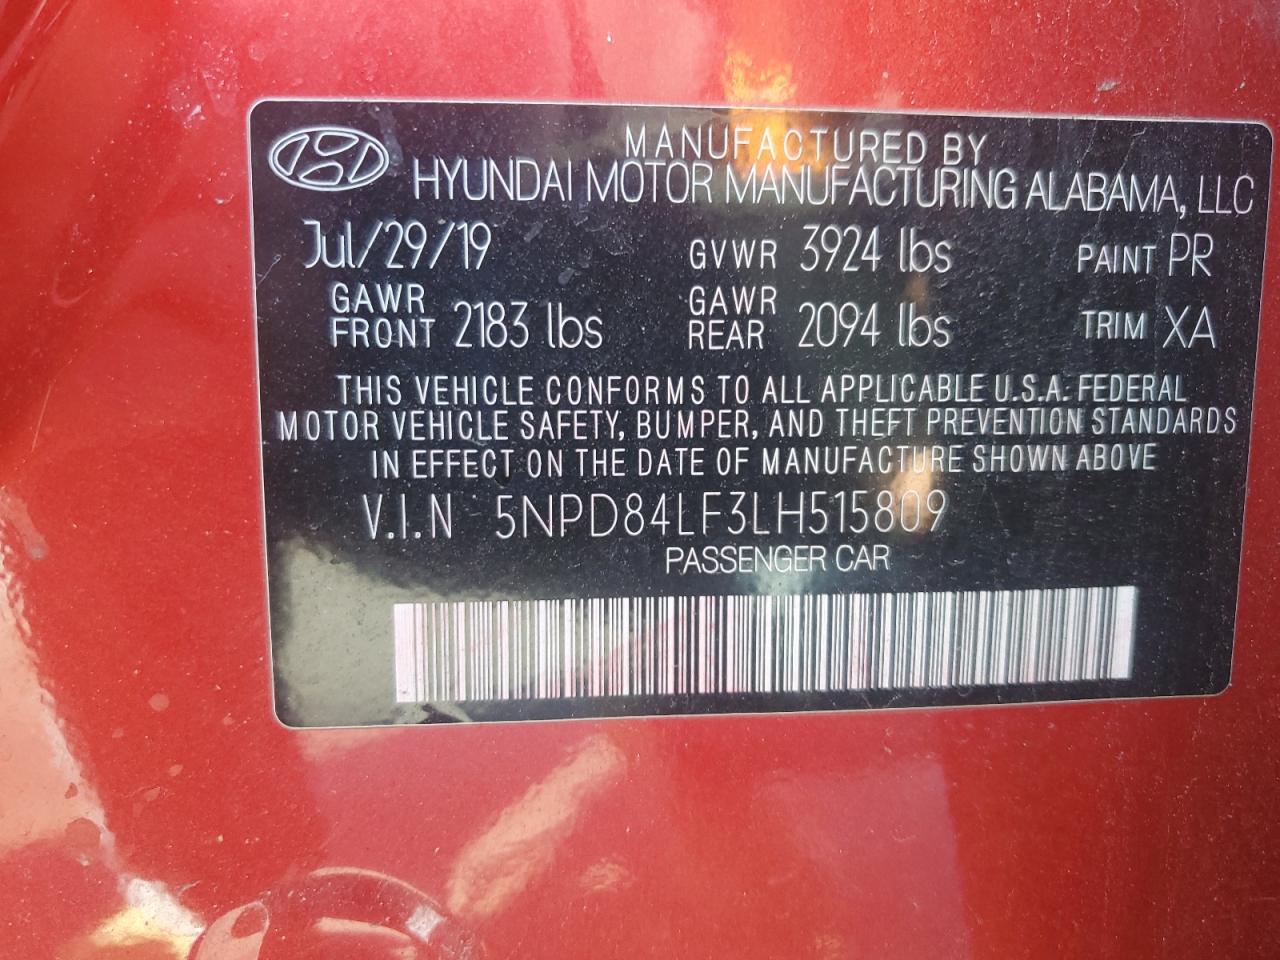 MANUFACTURED BY
HYUNDAI MOTOR MANUFACTURING ALABAMA, LLC
Jul/29/19 GVWR 3924 lbs PAINT PR
GAWR FRONT 2183 lbs GAWR REAR 2094 lbs TRIM XA
THIS VEHICLE CONFORMS TO ALL APPLICABLE U.S.A. FEDERAL
MOTOR VEHICLE SAFETY, BUMPER, AND THEFT PREVENTION STANDARDS
IN EFFECT ON THE DATE OF MANUFACTURE SHOWN ABOVE
V.I.N 5NPD84LF3LH515809
PASSENGER CAR